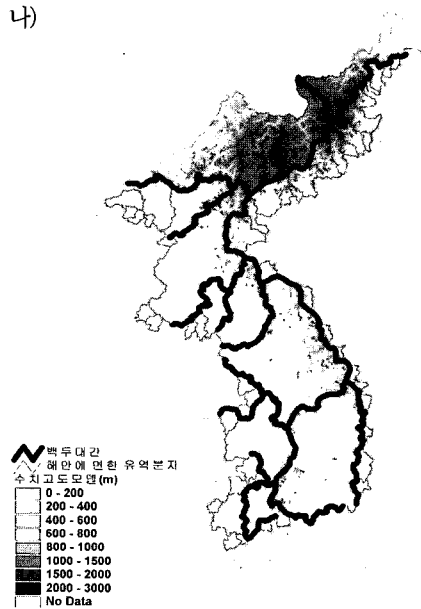 나)
백두대간
해안에 면한 유역분지
수치고도모델(m)
0 - 200
200 - 400
400 - 600
600 - 800
800 - 1000
1000 - 1500
1500 - 2000
2000 - 3000
No Data